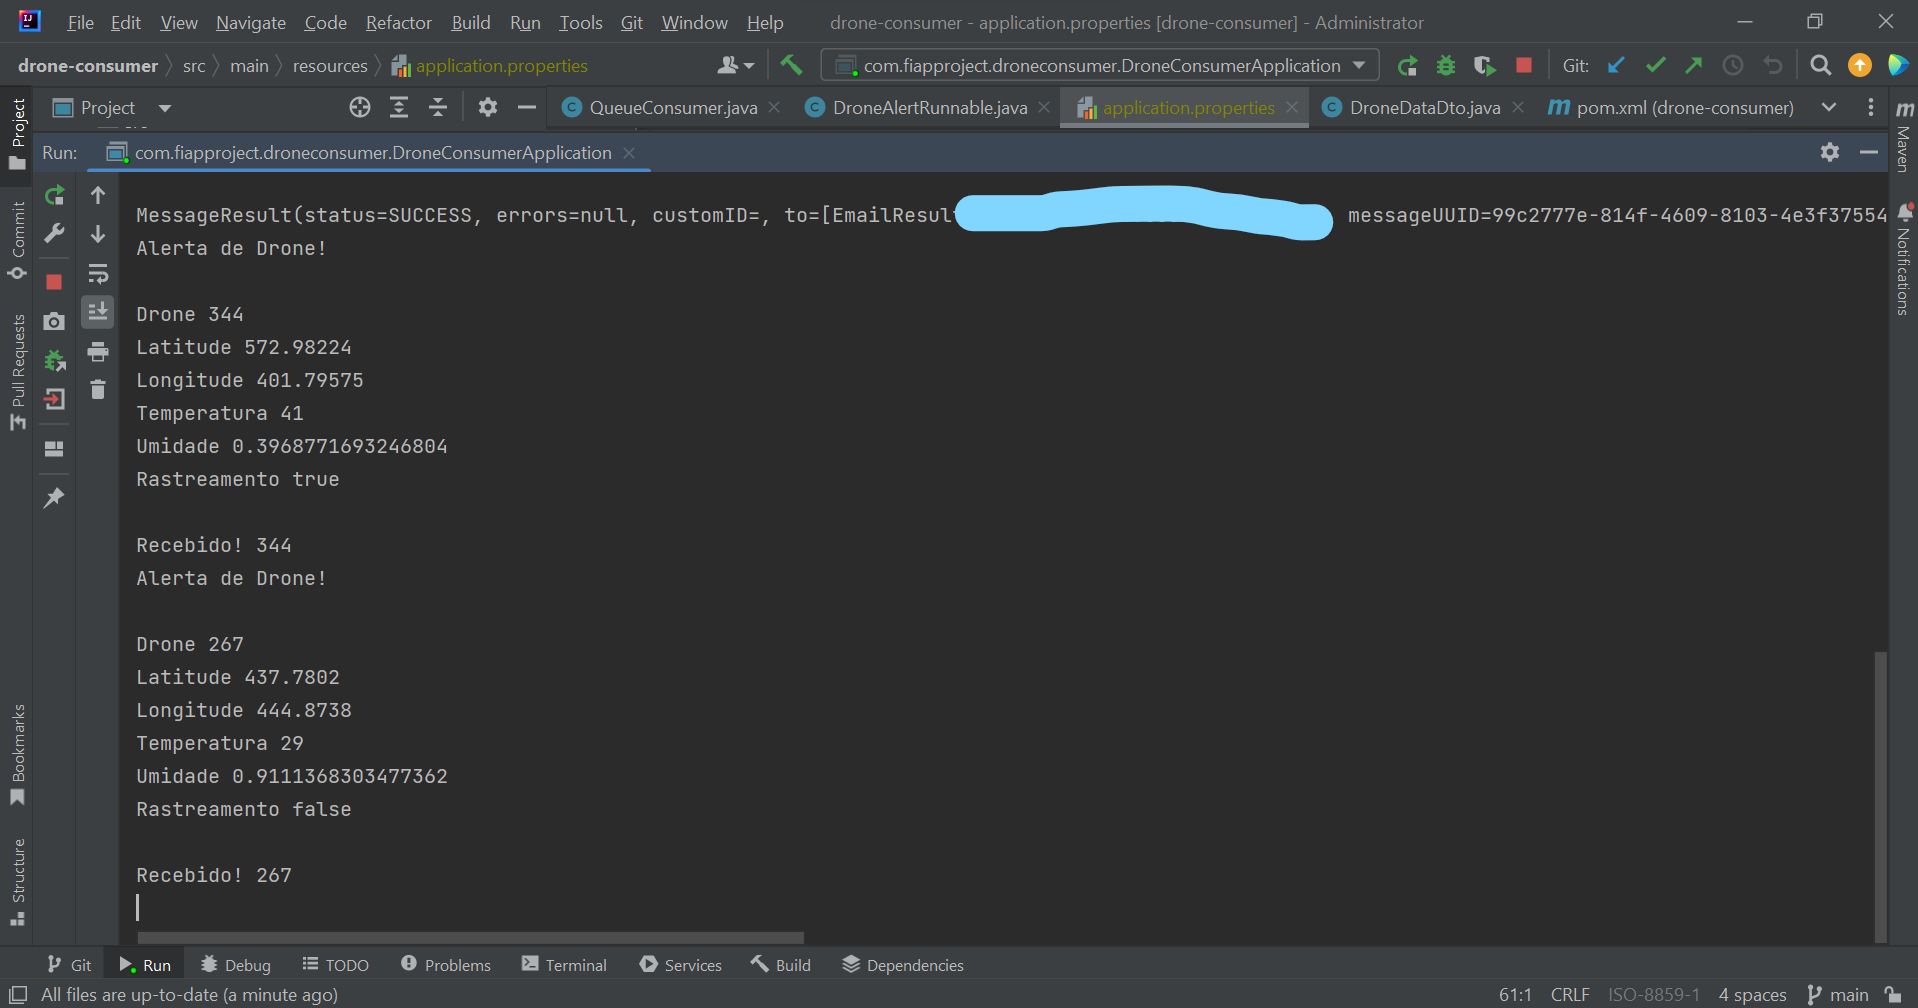 File Edit View Navigate Code Refactor Build Run Tools Git Window Help drone-consumer - application.properties [drone-consumer] - Administrator
drone-consumer src main resources application.properties com.fiapproject.droneconsumer.DroneConsumerApplication Git:
Project QueueConsumer.java DroneAlertRunnable.java application.properties DroneDataDto.java pom.xml (drone-consumer)
Run: com.fiapproject.droneconsumer.DroneConsumerApplication
MessageResult(status=SUCCESS, errors=null, customID=, to=[EmailResul messageUUID=99c2777e-814f-4609-8103-4e3f37554
Alerta de Drone!
Drone 344
Latitude 572.98224
Longitude 401.79575
Temperatura 41
Umidade 0.3968771693246804
Rastreamento true
Recebido! 344
Alerta de Drone!
Drone 267
Latitude 437.7802
Longitude 444.8738
Temperatura 29
Umidade 0.9111368303477362
Rastreamento false
Recebido! 267
Project
Commit
Pull Requests
Bookmarks
Structure
Maven
Notifications
Git Run Debug TODO Problems Terminal Services Build Dependencies
All files are up-to-date (a minute ago) 61:1 CRLF ISO-8859-1 4 spaces main